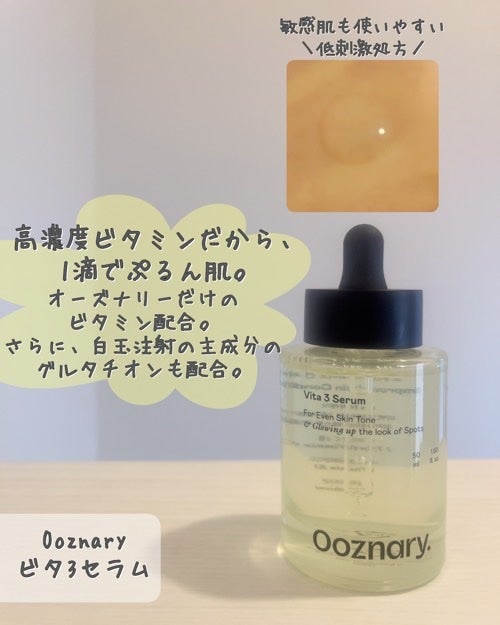 敏感肌も使いやすい
\低刺激処方/
高濃度ビタミンだから、
1滴でぷるん肌。
オーズナリーだけの
ビタミン配合。
さらに、白玉注射の主成分の
グルタチオンも配合。
Vita 3 Serum
For Even Skin Tone
& Glowing up the look of Spots
50
ml
Ooznary.
Ooznary
ビタ3セラム